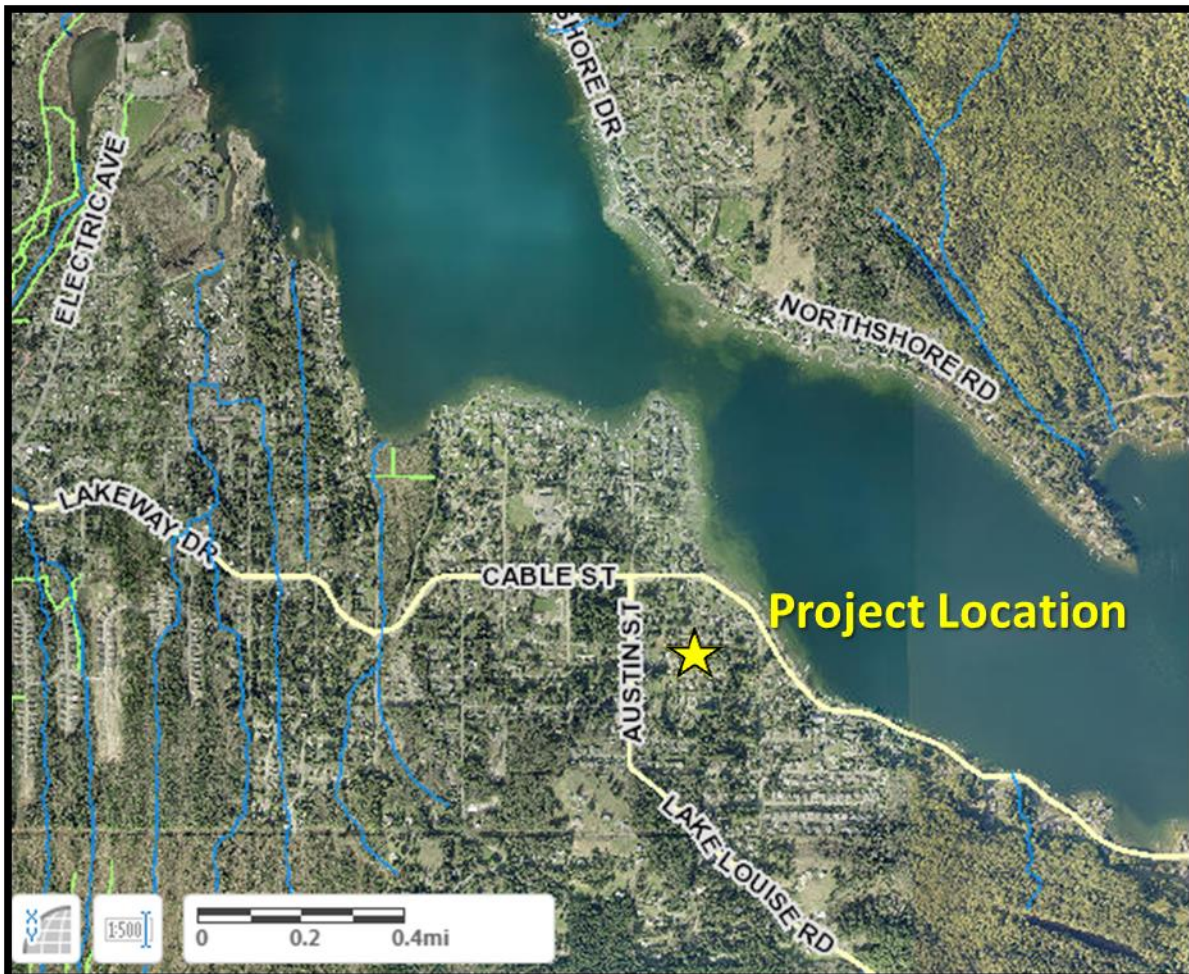 SHORE DR
ELECTRIC AVE
NORTHSHORE RD
LAKEWAY DR
CABLE ST
Project Location
AUSTIN ST
LAKE LOUISE RD
X
Y
1:500
0 0.2 0.4mi